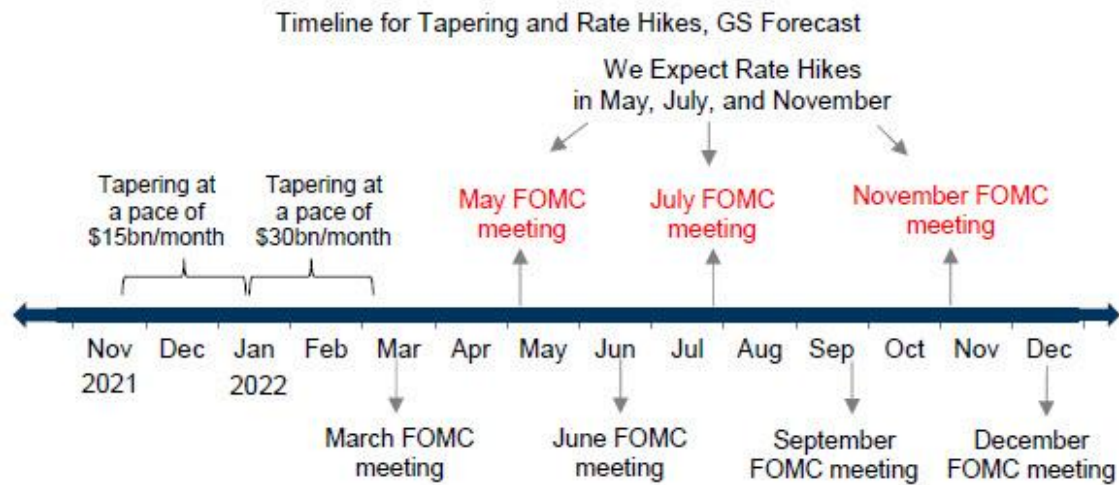 Timeline for Tapering and Rate Hikes, GS Forecast
We Expect Rate Hikes
in May, July, and November
Tapering at
a pace of
$15bn/month
Tapering at
a pace of
$30bn/month
May FOMC
meeting
July FOMC
meeting
November FOMC
meeting
Nov Dec Jan Feb Mar Apr May Jun Jul Aug Sep Oct Nov Dec
2021 2022
March FOMC
meeting
June FOMC
meeting
September
FOMC meeting
December
FOMC meeting